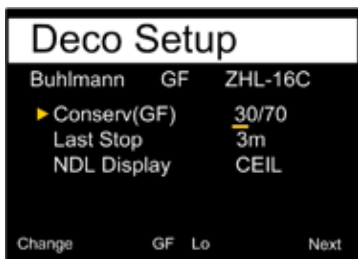 Deco Setup
Buhlmann GF ZHL-16C
Conserv(GF) 30/70
Last Stop 3m
NDL Display CEIL
Change GF Lo Next